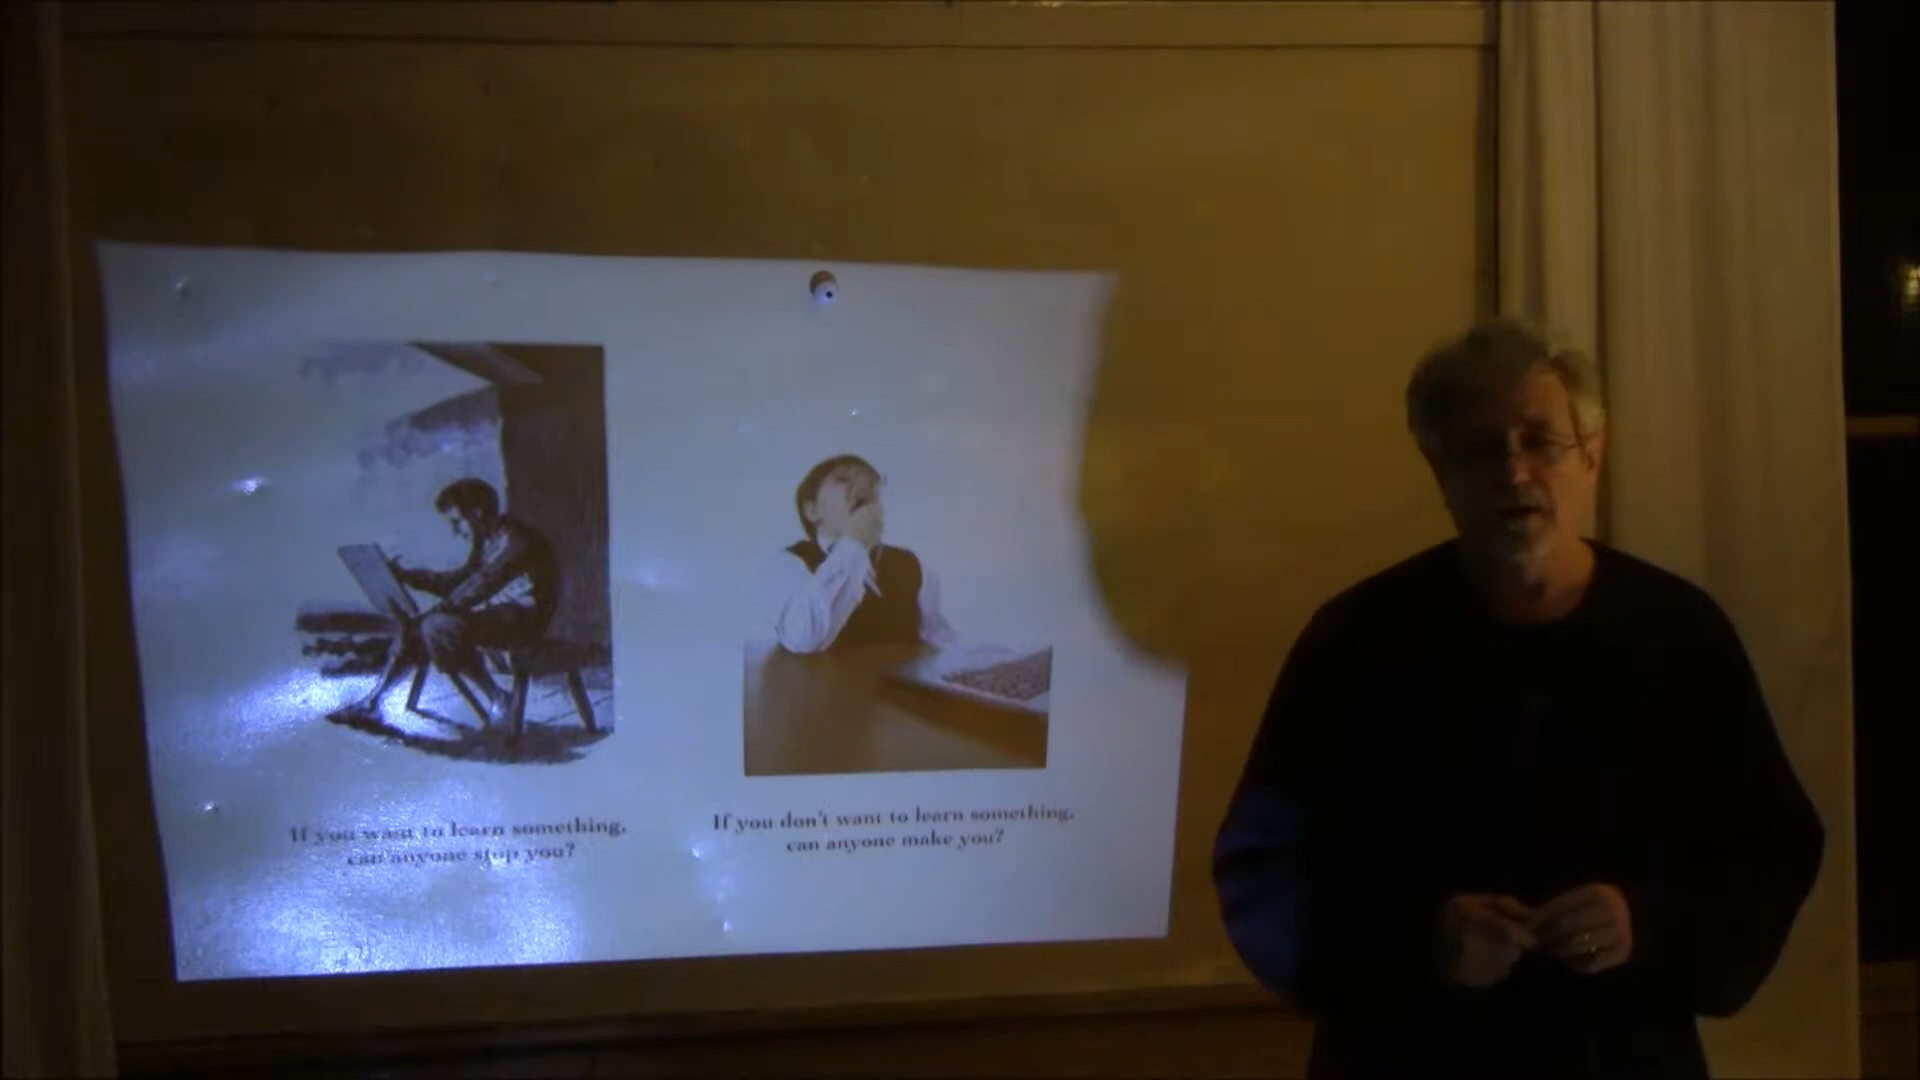 If you want to learn something,
can anyone stop you?
If you don't want to learn something,
can anyone make you?